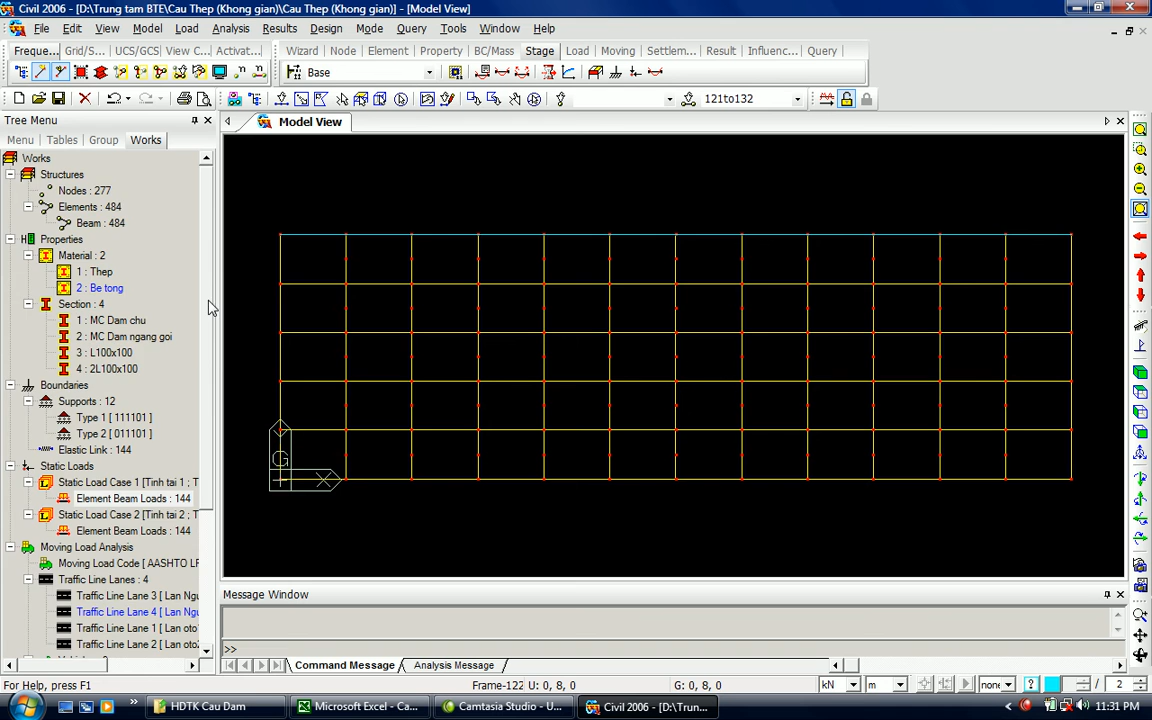 Civil 2006 - [D:\Trung tam BTE\Cau Thep (Khong gian)\Cau Thep (Khong gian)] - [Model View]
File Edit View Model Load Analysis Results Design Mode Query Tools Window Help
Freque... Grid/S... UCS/GCS View C... Activat... Wizard Node Element Property BC/Mass Stage Load Moving Settlem... Result Influenc... Query
Base
121to132
Tree Menu
Model View
Menu Tables Group Works
Works
Structures
Nodes : 277
Elements : 484
Beam : 484
Properties
Material : 2
1 : Thep
2 : Be tong
Section : 4
1 : MC Dam chu
2 : MC Dam ngang goi
3 : L100x100
4 : 2L100x100
Boundaries
Supports : 12
Type 1 [ 111101 ]
Type 2 [ 011101 ]
Elastic Link : 144
Static Loads
Static Load Case 1 [Tinh tai 1 ; T
Element Beam Loads : 144
Static Load Case 2 [Tinh tai 2 ; T
Element Beam Loads : 144
Moving Load Analysis
Moving Load Code [ AASHTO LF
Traffic Line Lanes : 4
Traffic Line Lane 3 [ Lan Ngu
Traffic Line Lane 4 [ Lan Ngu
Traffic Line Lane 1 [ Lan oto
Traffic Line Lane 2 [ Lan oto2
G
X
Message Window
>>
Command Message Analysis Message
For Help, press F1
Frame-122
U: 0, 8, 0
G: 0, 8, 0
kN m none ? / 2
HDTK Cau Dam
Microsoft Excel - Ca...
Camtasia Studio - U...
Civil 2006 - [D:\Trun...
11:31 PM